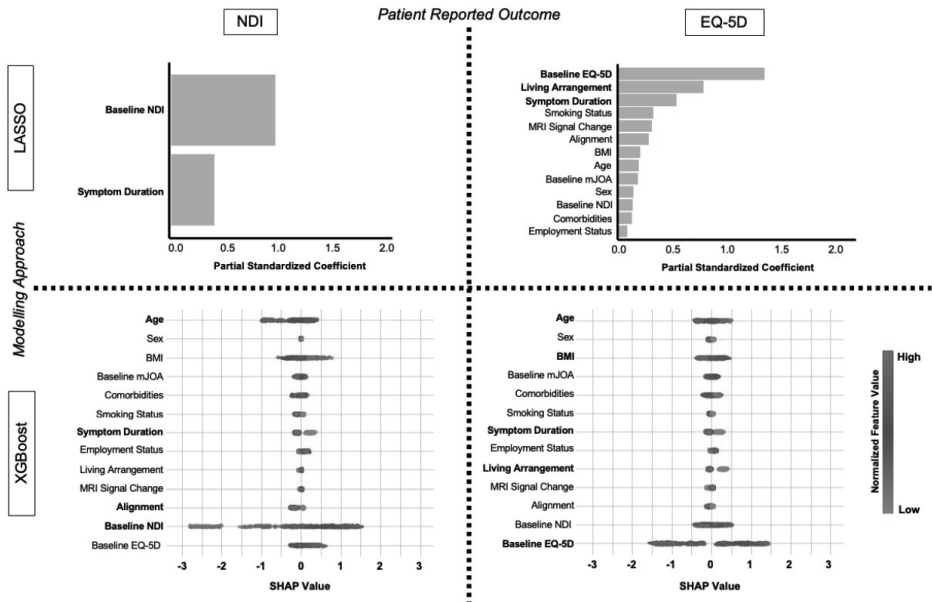 Patient Reported Outcome
NDI
EQ-5D
Modelling Approach
LASSO
Baseline NDI
Symptom Duration
0.0 0.5 1.0 1.5 2.0
Partial Standardized Coefficient
Baseline EQ-5D
Living Arrangement
Symptom Duration
Smoking Status
MRI Signal Change
Alignment
BMI
Age
Baseline mJOA
Sex
Baseline NDI
Comorbidities
Employment Status
0.0 0.5 1.0 1.5 2.0
Partial Standardized Coefficient
XGBoost
Age
Sex
BMI
Baseline mJOA
Comorbidities
Smoking Status
Symptom Duration
Employment Status
Living Arrangement
MRI Signal Change
Alignment
Baseline NDI
Baseline EQ-5D
-3 -2 -1 0 1 2 3
SHAP Value
Age
Sex
BMI
Baseline mJOA
Comorbidities
Smoking Status
Symptom Duration
Employment Status
Living Arrangement
MRI Signal Change
Alignment
Baseline NDI
Baseline EQ-5D
-3 -2 -1 0 1 2 3
SHAP Value
High
Normalized Feature Value
Low